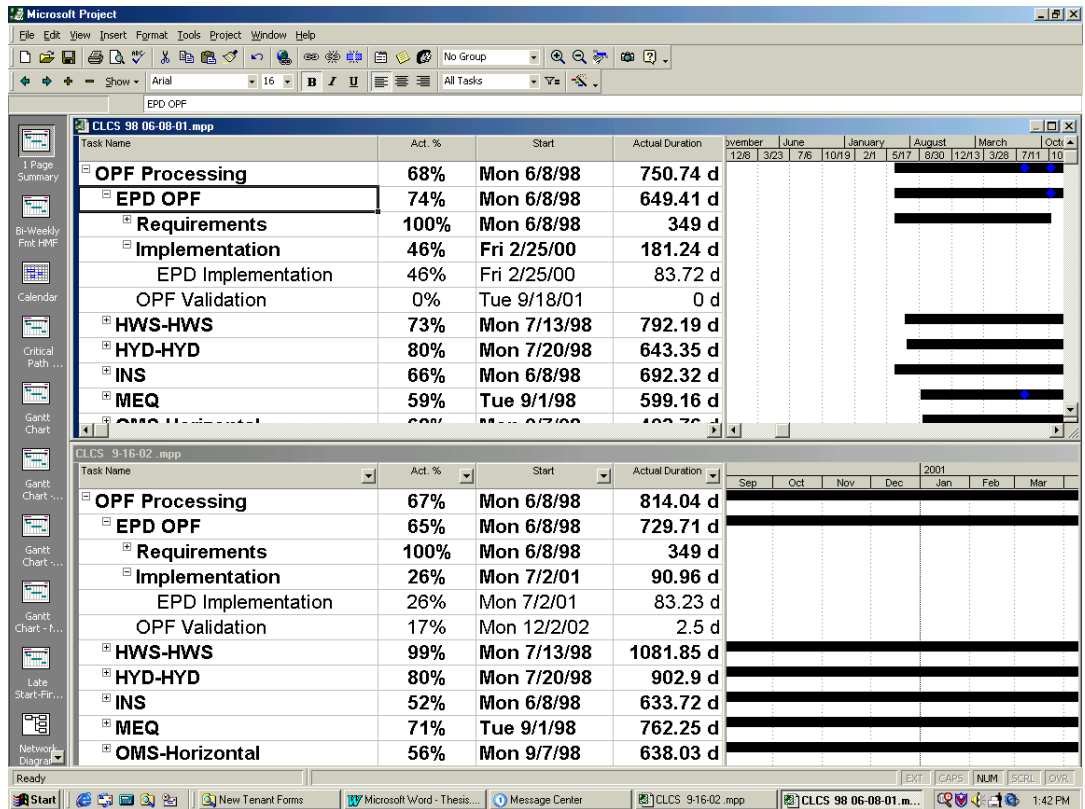 Microsoft Project
File Edit View Insert Format Tools Project Window Help
No Group
Show Arial 16 B I U All Tasks
EPD OPF
CLCS 98 06-08-01.mpp
Task Name Act. % Start Actual Duration
ovember June January August March Octo
12/8 3/23 7/6 10/19 2/1 5/17 8/30 12/13 3/28 7/11 10
OPF Processing 68% Mon 6/8/98 750.74 d
EPD OPF 74% Mon 6/8/98 649.41 d
Requirements 100% Mon 6/8/98 349 d
Implementation 46% Fri 2/25/00 181.24 d
EPD Implementation 46% Fri 2/25/00 83.72 d
OPF Validation 0% Tue 9/18/01 0 d
HWS-HWS 73% Mon 7/13/98 792.19 d
HYD-HYD 80% Mon 7/20/98 643.35 d
INS 66% Mon 6/8/98 692.32 d
MEQ 59% Tue 9/1/98 599.16 d
CLCS 9-16-02 .mpp
Task Name Act. % Start Actual Duration
2001
Sep Oct Nov Dec Jan Feb Mar
OPF Processing 67% Mon 6/8/98 814.04 d
EPD OPF 65% Mon 6/8/98 729.71 d
Requirements 100% Mon 6/8/98 349 d
Implementation 26% Mon 7/2/01 90.96 d
EPD Implementation 26% Mon 7/2/01 83.23 d
OPF Validation 17% Mon 12/2/02 2.5 d
HWS-HWS 99% Mon 7/13/98 1081.85 d
HYD-HYD 80% Mon 7/20/98 902.9 d
INS 52% Mon 6/8/98 633.72 d
MEQ 71% Tue 9/1/98 762.25 d
OMS-Horizontal 56% Mon 9/7/98 638.03 d
1 Page
Summary
Bi-Weekly
Fmt HMF
Calendar
Critical
Path ...
Gantt
Chart
Gantt
Chart -...
Gantt
Chart -...
Gantt
Chart - M...
Late
Start-Fir...
Network
Diagram
Ready EXT CAPS NUM SCRL OVR
Start New Tenant Forms Microsoft Word - Thesis.... Message Center CLCS 9-16-02 .mpp CLCS 98 06-08-01.m... 1:42 PM